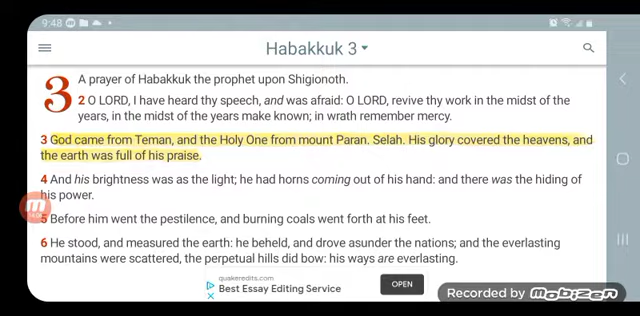 9:48
Habakkuk 3
3 A prayer of Habakkuk the prophet upon Shigionoth.
2 O LORD, I have heard thy speech, and was afraid: O LORD, revive thy work in the midst of the
years, in the midst of the years make known; in wrath remember mercy.
3 God came from Teman, and the Holy One from mount Paran. Selah. His glory covered the heavens, and
the earth was full of his praise.
4 And his brightness was as the light; he had horns coming out of his hand: and there was the hiding of
his power.
5 Before him went the pestilence, and burning coals went forth at his feet.
6 He stood, and measured the earth: he beheld, and drove asunder the nations; and the everlasting
mountains were scattered, the perpetual hills did bow: his ways are everlasting.
quakeredits.com
Best Essay Editing Service
OPEN
Recorded by Mobizen